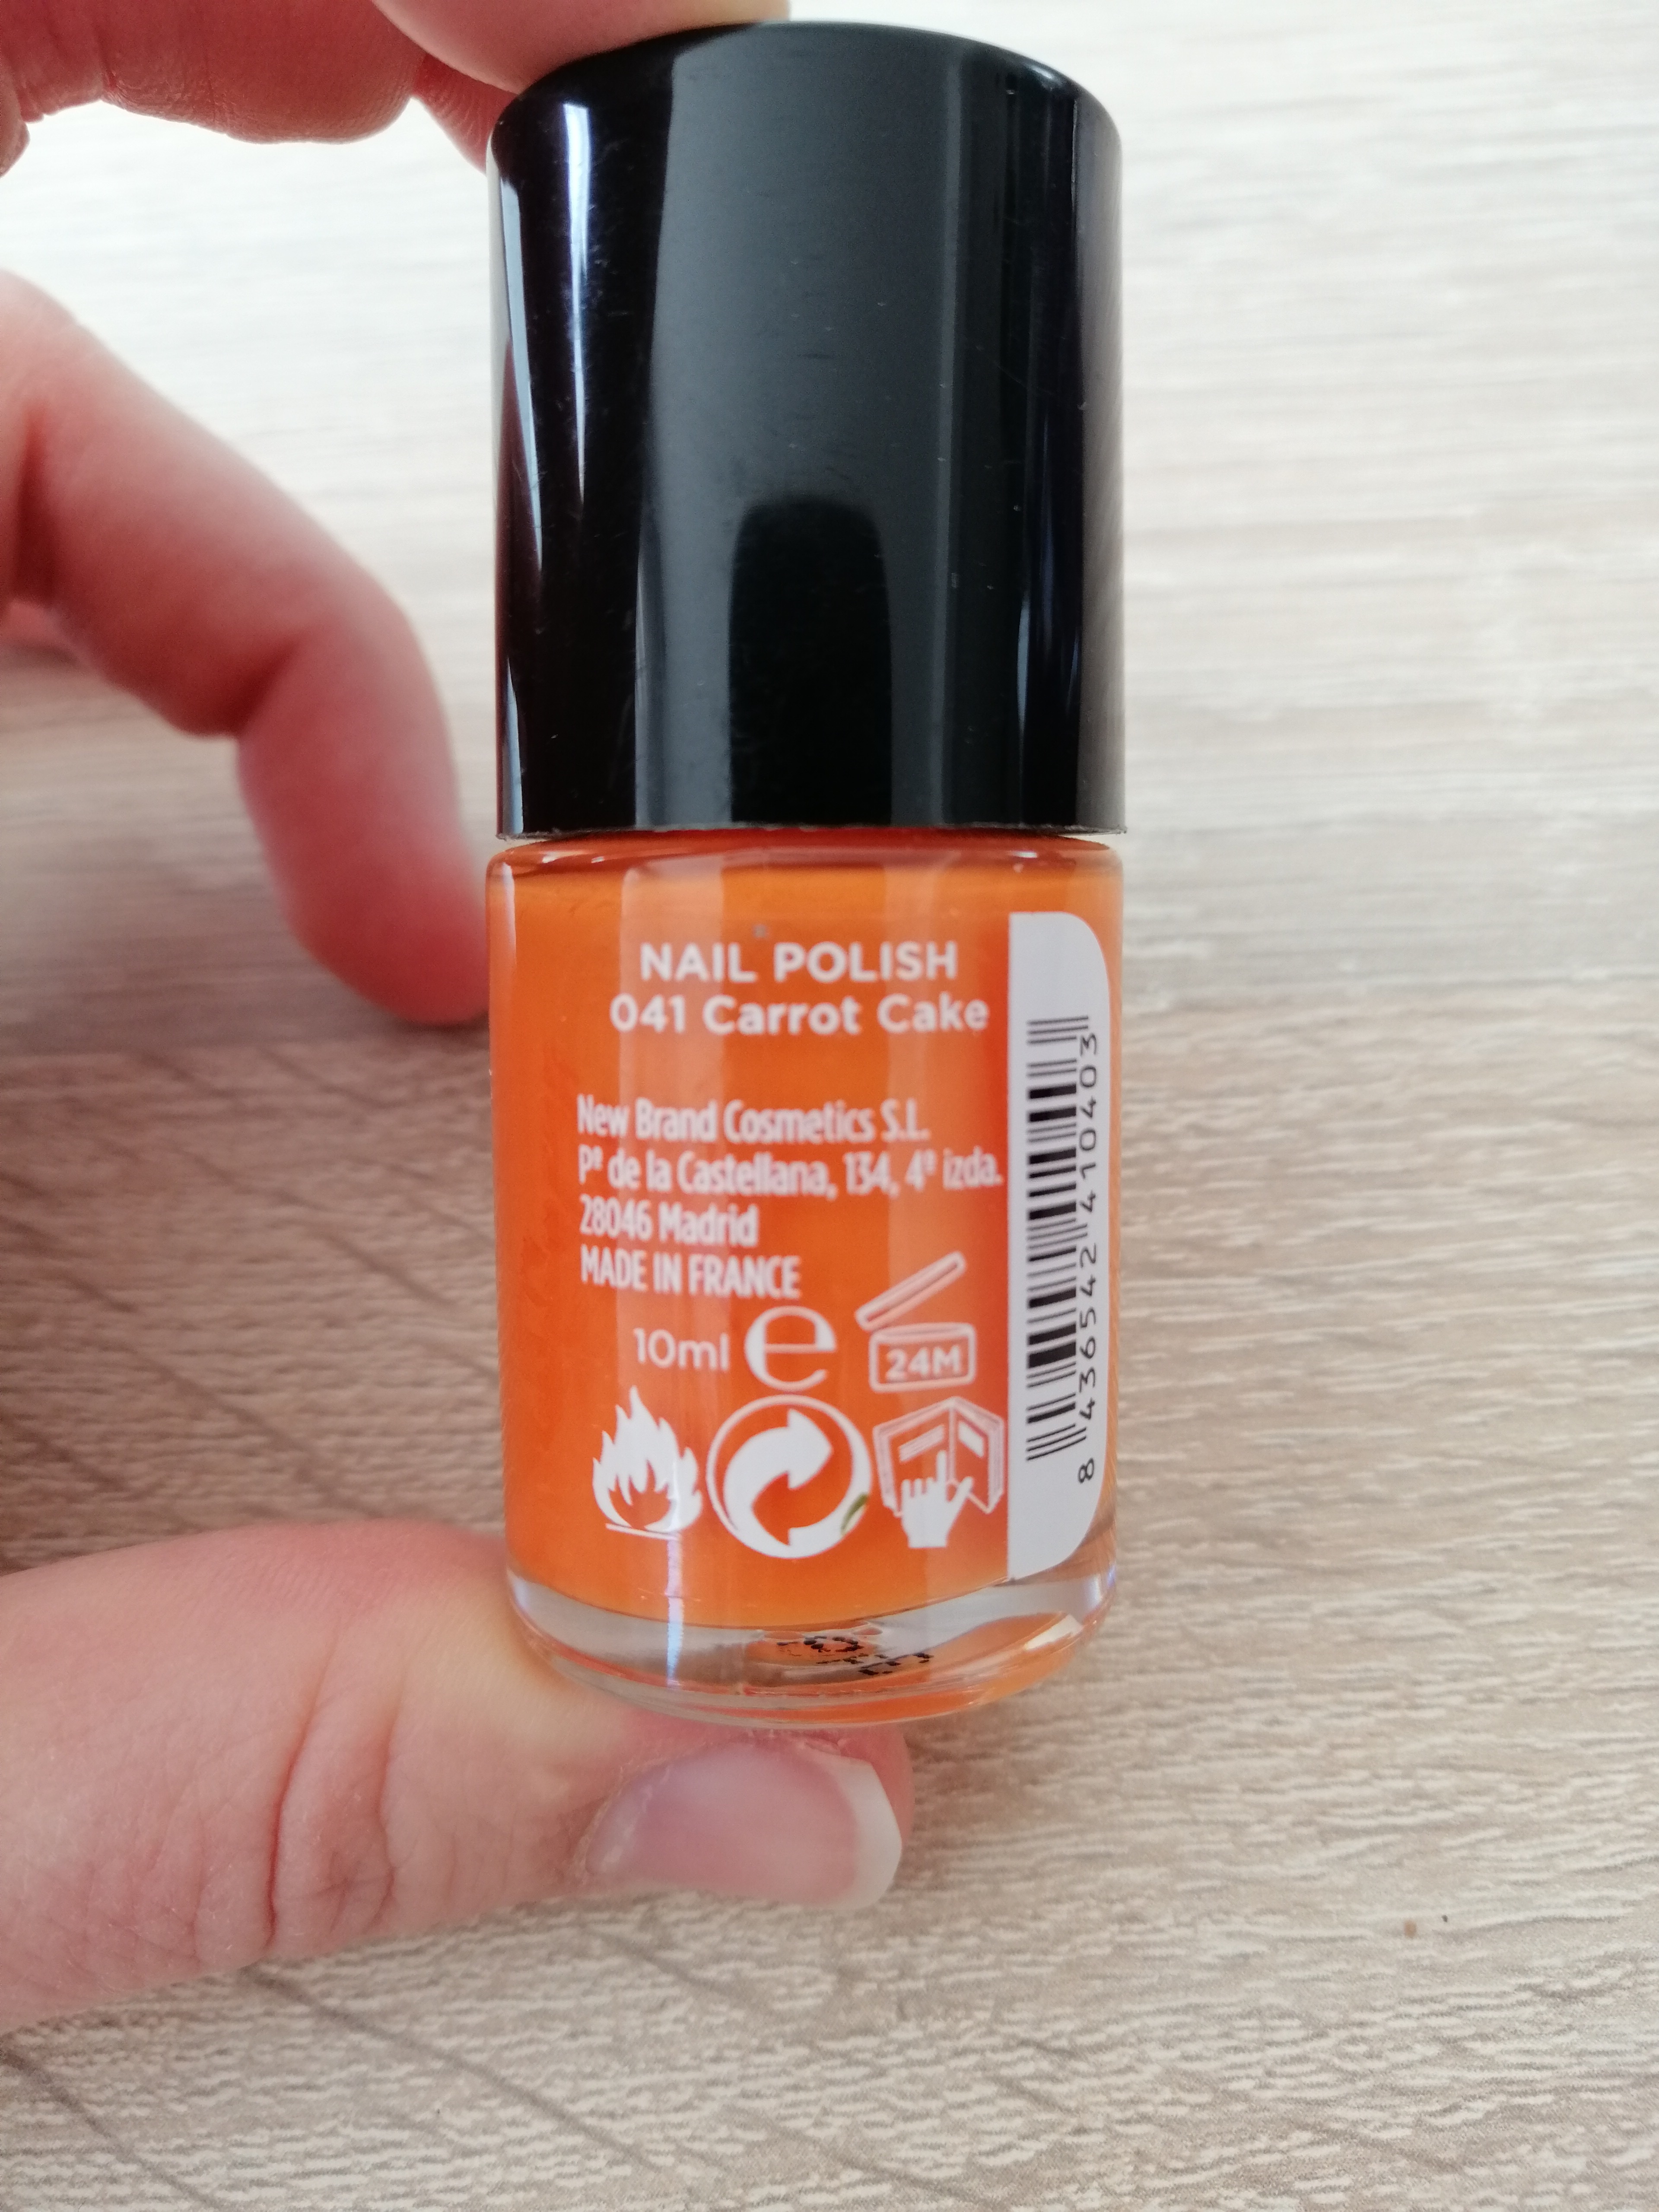 NAIL POLISH
041 Carrot Cake
New Brand Cosmetics S.L.
Pº de la Castellana, 134, 4º izda.
28046 Madrid
MADE IN FRANCE
10ml e
24M
8 436542 410403